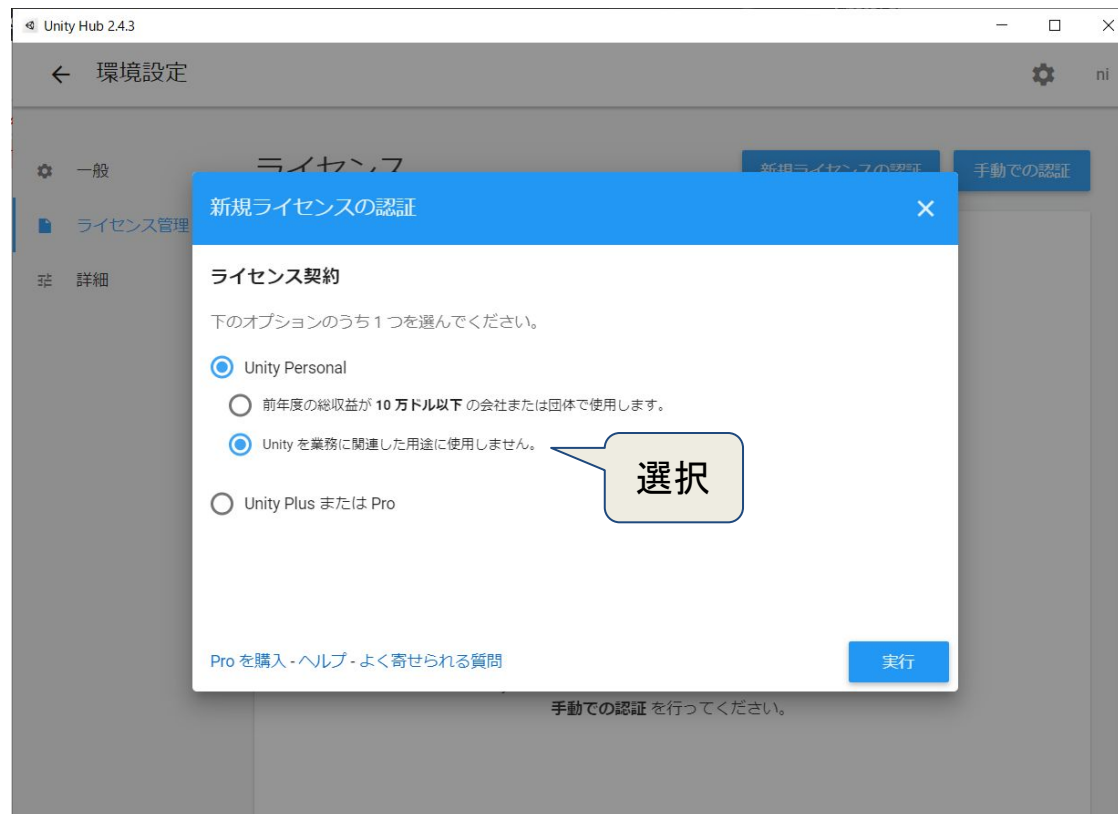 Unity Hub 2.4.3
環境設定
ni
一般
ライセンス
新規ライセンスの認証
手動での認証
ライセンス管理
詳細
新規ライセンスの認証
ライセンス契約
下のオプションのうち1つを選んでください。
Unity Personal
前年度の総収益が 10 万ドル以下 の会社または団体で使用します。
Unity を業務に関連した用途に使用しません。
選択
Unity Plus または Pro
Pro を購入 - ヘルプ - よく寄せられる質問
実行
手動での認証 を行ってください。